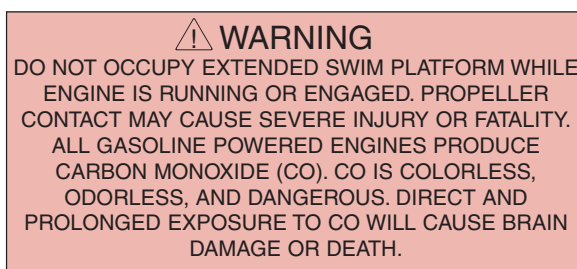 WARNING
DO NOT OCCUPY EXTENDED SWIM PLATFORM WHILE
ENGINE IS RUNNING OR ENGAGED. PROPELLER
CONTACT MAY CAUSE SEVERE INJURY OR FATALITY.
ALL GASOLINE POWERED ENGINES PRODUCE
CARBON MONOXIDE (CO). CO IS COLORLESS,
ODORLESS, AND DANGEROUS. DIRECT AND
PROLONGED EXPOSURE TO CO WILL CAUSE BRAIN
DAMAGE OR DEATH.